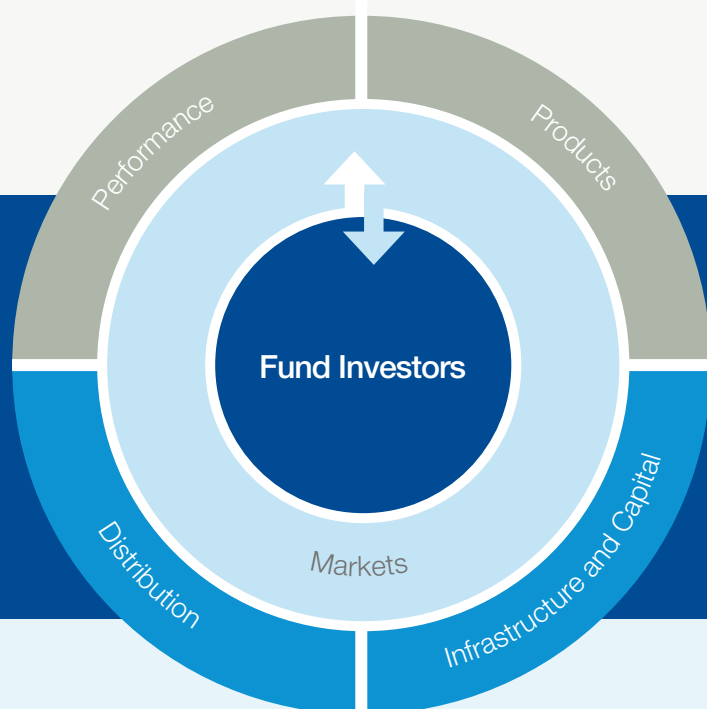 Performance
Products
Fund Investors
Markets
Distribution
Infrastructure and Capital